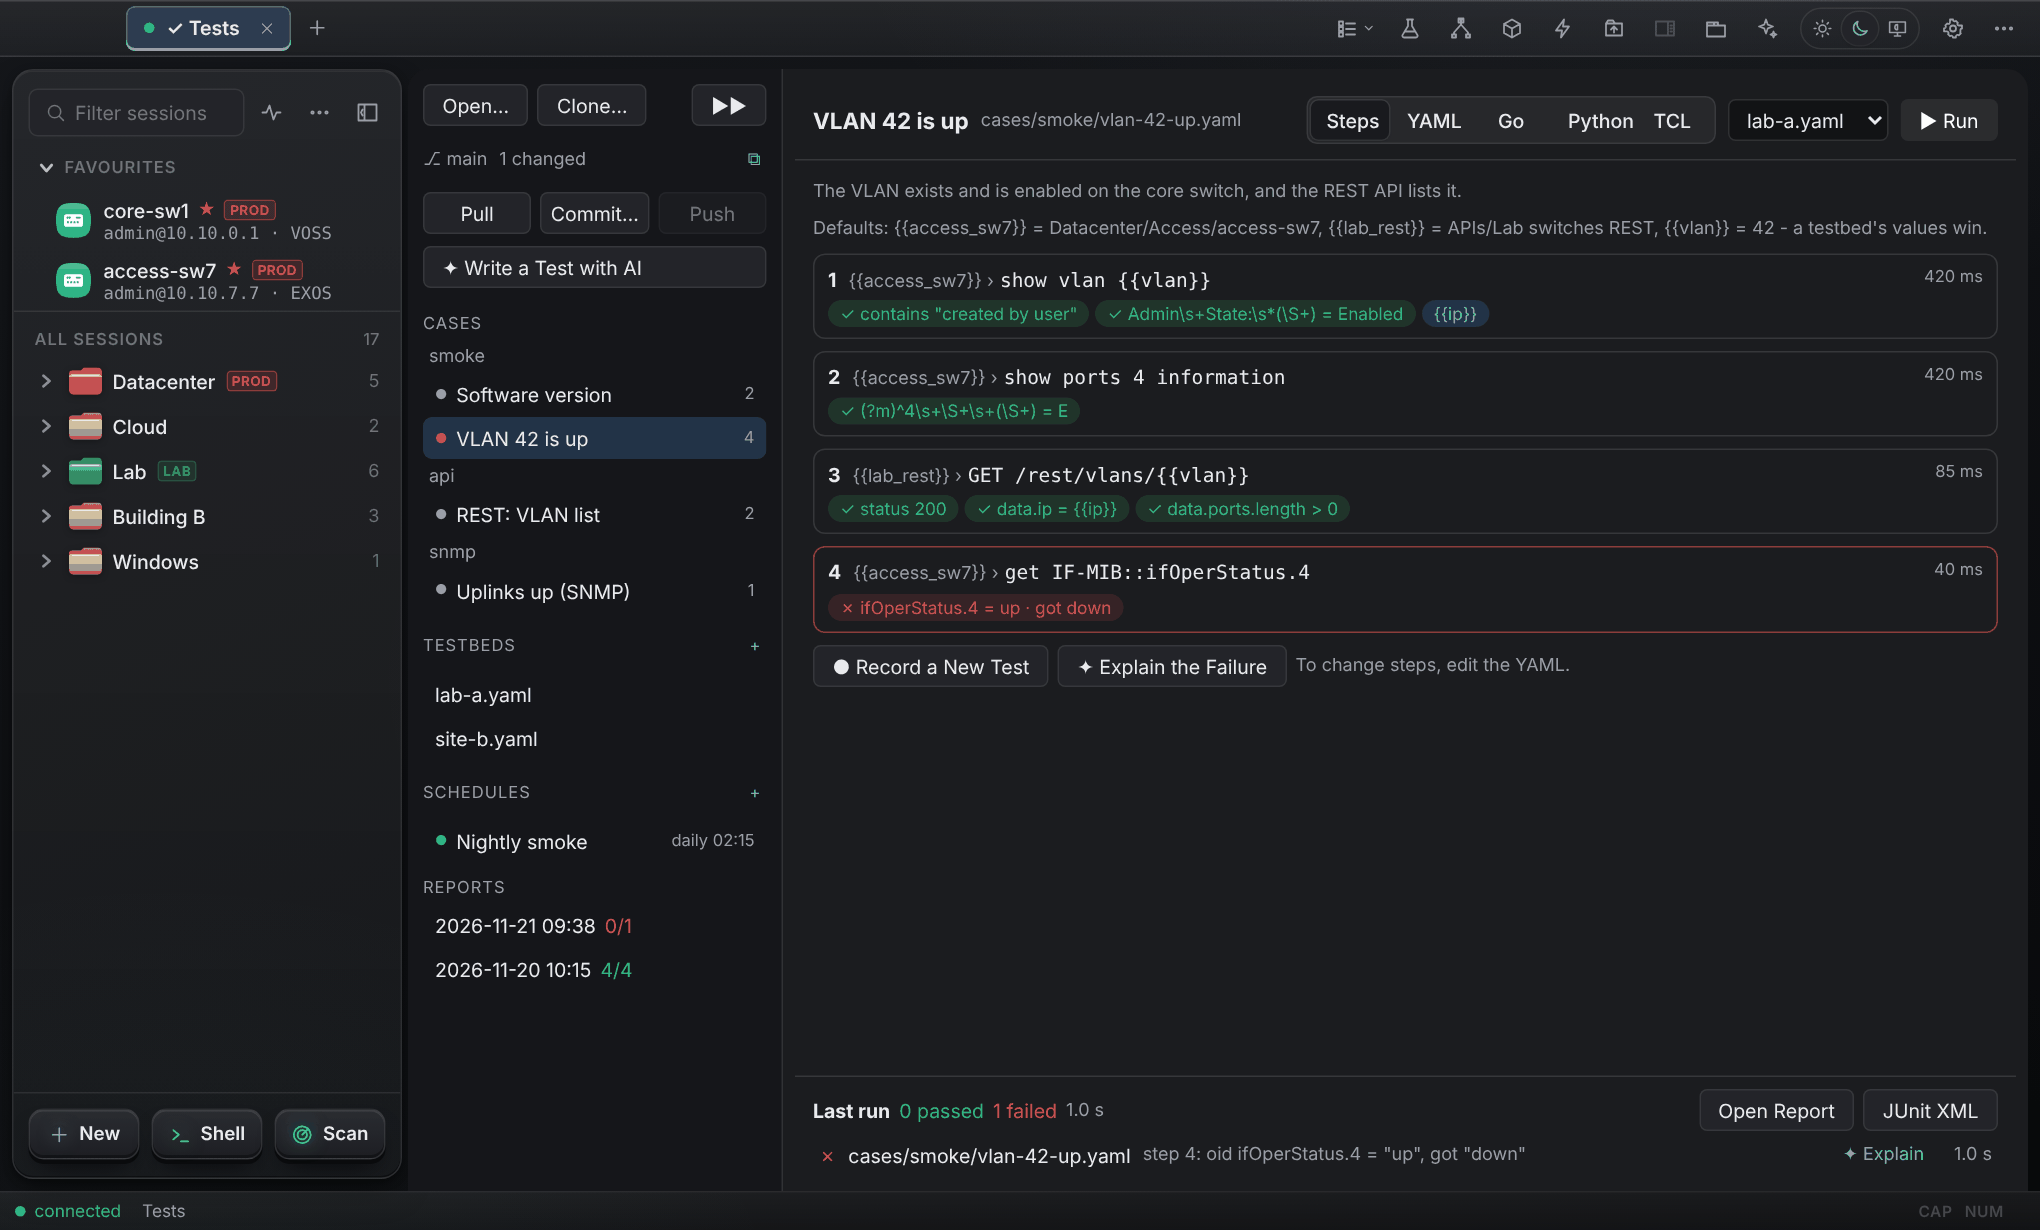 ✓ Tests
Filter sessions
FAVOURITES
core-sw1 ★ PROD
admin@10.10.0.1 · VOSS
access-sw7 ★ PROD
admin@10.10.7.7 · EXOS
ALL SESSIONS 17
Datacenter PROD 5
Cloud 2
Lab LAB 6
Building B 3
Windows 1
New
Shell
Scan
Open...
Clone...
main 1 changed
Pull
Commit...
Push
✦ Write a Test with AI
CASES
smoke
Software version 2
VLAN 42 is up 4
api
REST: VLAN list 2
snmp
Uplinks up (SNMP) 1
TESTBEDS +
lab-a.yaml
site-b.yaml
SCHEDULES +
Nightly smoke daily 02:15
REPORTS
2026-11-21 09:38 0/1
2026-11-20 10:15 4/4
VLAN 42 is up cases/smoke/vlan-42-up.yaml
Steps YAML Go Python TCL
lab-a.yaml
▶ Run
The VLAN exists and is enabled on the core switch, and the REST API lists it.
Defaults: {{access_sw7}} = Datacenter/Access/access-sw7, {{lab_rest}} = APIs/Lab switches REST, {{vlan}} = 42 - a testbed's values win.
1 {{access_sw7}} › show vlan {{vlan}} 420 ms
✓ contains "created by user" ✓ Admin\s+State:\s*(\S+) = Enabled {{ip}}
2 {{access_sw7}} › show ports 4 information 420 ms
✓ (?m)^4\s+\S+\s+(\S+) = E
3 {{lab_rest}} › GET /rest/vlans/{{vlan}} 85 ms
✓ status 200 ✓ data.ip = {{ip}} ✓ data.ports.length > 0
4 {{access_sw7}} › get IF-MIB::ifOperStatus.4 40 ms
× ifOperStatus.4 = up · got down
Record a New Test
✦ Explain the Failure
To change steps, edit the YAML.
Last run 0 passed 1 failed 1.0 s
Open Report
JUnit XML
× cases/smoke/vlan-42-up.yaml step 4: oid ifOperStatus.4 = "up", got "down" ✦ Explain 1.0 s
connected Tests
CAP NUM